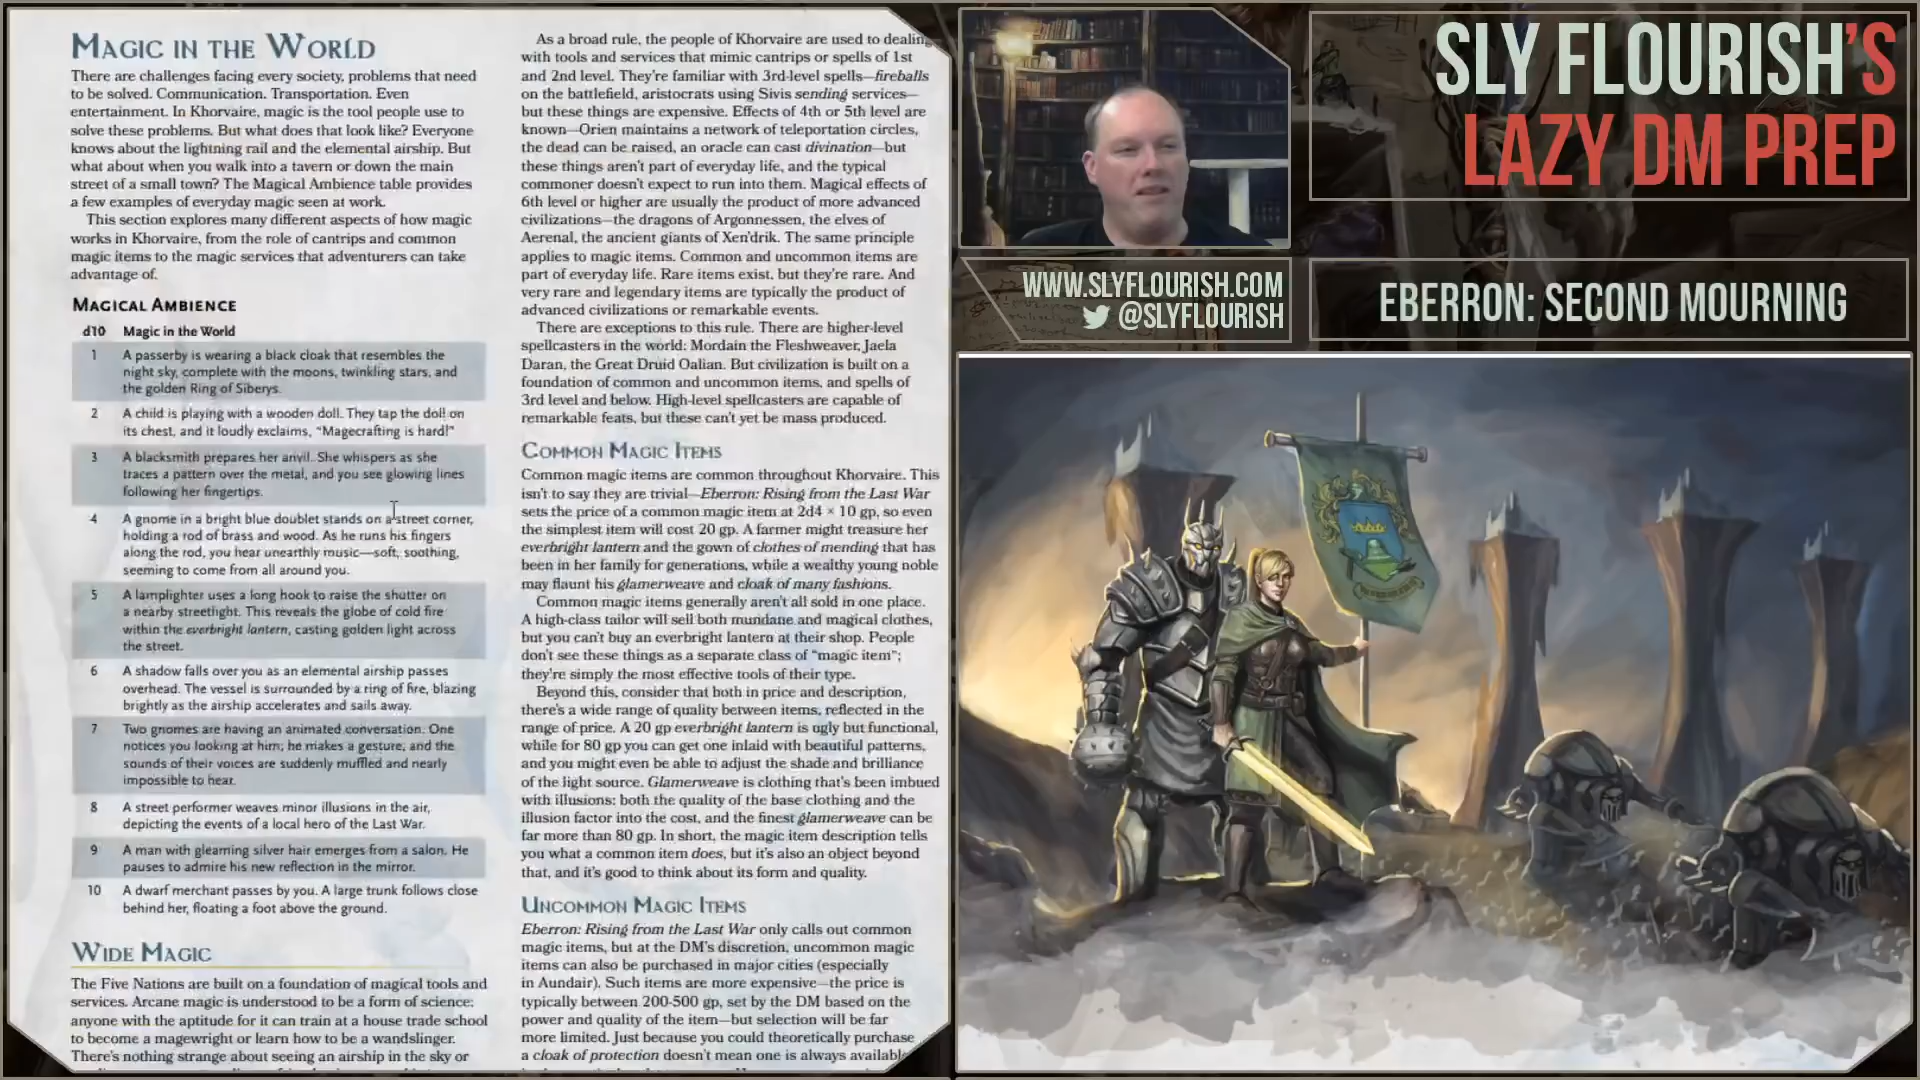 MAGIC IN THE WORLD
There are challenges facing every society, problems that need
to be solved. Communication. Transportation. Even
entertainment. In Khorvaire, magic is the tool people use to
solve these problems. But what does that look like? Everyone
knows about the lightning rail and the elemental airship. But
what about when you walk into a tavern or down the main
street of a small town? The Magical Ambience table provides
a few examples of everyday magic seen at work.
This section explores many different aspects of how magic
works in Khorvaire, from the role of cantrips and common
magic items to the magic services that adventurers can take
advantage of.
MAGICAL AMBIENCE
d10 Magic in the World
1 A passerby is wearing a black cloak that resembles the
night sky, complete with the moons, twinkling stars, and
the golden Ring of Siberys.
2 A child is playing with a wooden doll. They tap the doll on
its chest, and it loudly exclaims, "Magecrafting is hard!"
3 A blacksmith prepares her anvil. She whispers as she
traces a pattern over the metal, and you see glowing lines
following her fingertips.
4 A gnome in a bright blue doublet stands on a street corner,
holding a rod of brass and wood. As he runs his fingers
along the rod, you hear unearthly music—soft, soothing,
seeming to come from all around you.
5 A lamplighter uses a long hook to raise the shutter on
a nearby streetlight. This reveals the globe of cold fire
within the everbright lantern, casting golden light across
the street.
6 A shadow falls over you as an elemental airship passes
overhead. The vessel is surrounded by a ring of fire, blazing
brightly as the airship accelerates and sails away.
7 Two gnomes are having an animated conversation. One
notices you looking at him; he makes a gesture, and the
sounds of their voices are suddenly muffled and nearly
impossible to hear.
8 A street performer weaves minor illusions in the air,
depicting the events of a local hero of the Last War.
9 A man with gleaming silver hair emerges from a salon. He
pauses to admire his new reflection in the mirror.
10 A dwarf merchant passes by you. A large trunk follows close
behind her, floating a foot above the ground.
WIDE MAGIC
The Five Nations are built on a foundation of magical tools and
services. Arcane magic is understood to be a form of science;
anyone with the aptitude for it can train at a house trade school
to become a magewright or learn how to be a wandslinger.
There's nothing strange about seeing an airship in the sky or
As a broad rule, the people of Khorvaire are used to dealing
with tools and services that mimic cantrips or spells of 1st
and 2nd level. They're familiar with 3rd-level spells—fireballs
on the battlefield, aristocrats using Sivis sending services—
but these things are expensive. Effects of 4th or 5th level are
known—Orien maintains a network of teleportation circles,
the dead can be raised, an oracle can cast divination—but
these things aren't part of everyday life, and the typical
commoner doesn't expect to run into them. Magical effects of
6th level or higher are usually the product of more advanced
civilizations—the dragons of Argonnessen, the elves of
Aerenal, the ancient giants of Xen'drik. The same principle
applies to magic items. Common and uncommon items are
part of everyday life. Rare items exist, but they're rare. And
very rare and legendary items are typically the product of
advanced civilizations or remarkable events.
There are exceptions to this rule. There are higher-level
spellcasters in the world: Mordain the Fleshweaver, Jaela
Daran, the Great Druid Oalian. But civilization is built on a
foundation of common and uncommon items, and spells of
3rd level and below. High-level spellcasters are capable of
remarkable feats, but these can't yet be mass produced.
COMMON MAGIC ITEMS
Common magic items are common throughout Khorvaire. This
isn't to say they are trivial—Eberron: Rising from the Last War
sets the price of a common magic item at 2d4 × 10 gp, so even
the simplest item will cost 20 gp. A farmer might treasure her
everbright lantern and the gown of clothes of mending that has
been in her family for generations, while a wealthy young noble
may flaunt his glamerweave and cloak of many fashions.
Common magic items generally aren't all sold in one place.
A high-class tailor will sell both mundane and magical clothes,
but you can't buy an everbright lantern at their shop. People
don't see these things as a separate class of "magic item";
they're simply the most effective tools of their type.
Beyond this, consider that both in price and description,
there's a wide range of quality between items, reflected in the
range of price. A 20 gp everbright lantern is ugly but functional,
while for 80 gp you can get one inlaid with beautiful patterns,
and you might even be able to adjust the shade and brilliance
of the light source. Glamerweave is clothing that's been imbued
with illusions; both the quality of the base clothing and the
illusion factor into the cost, and the finest glamerweave can be
far more than 80 gp. In short, the magic item description tells
you what a common item does, but it's also an object beyond
that, and it's good to think about its form and quality.
UNCOMMON MAGIC ITEMS
Eberron: Rising from the Last War only calls out common
magic items, but at the DM's discretion, uncommon magic
items can also be purchased in major cities (especially
in Aundair). Such items are more expensive—the price is
typically between 200-500 gp, set by the DM based on the
power and quality of the item—but selection will be far
more limited. Just because you could theoretically purchase
a cloak of protection doesn't mean one is always available
SLY FLOURISH'S
LAZY DM PREP
WWW.SLYFLOURISH.COM
@SLYFLOURISH
EBERRON: SECOND MOURNING